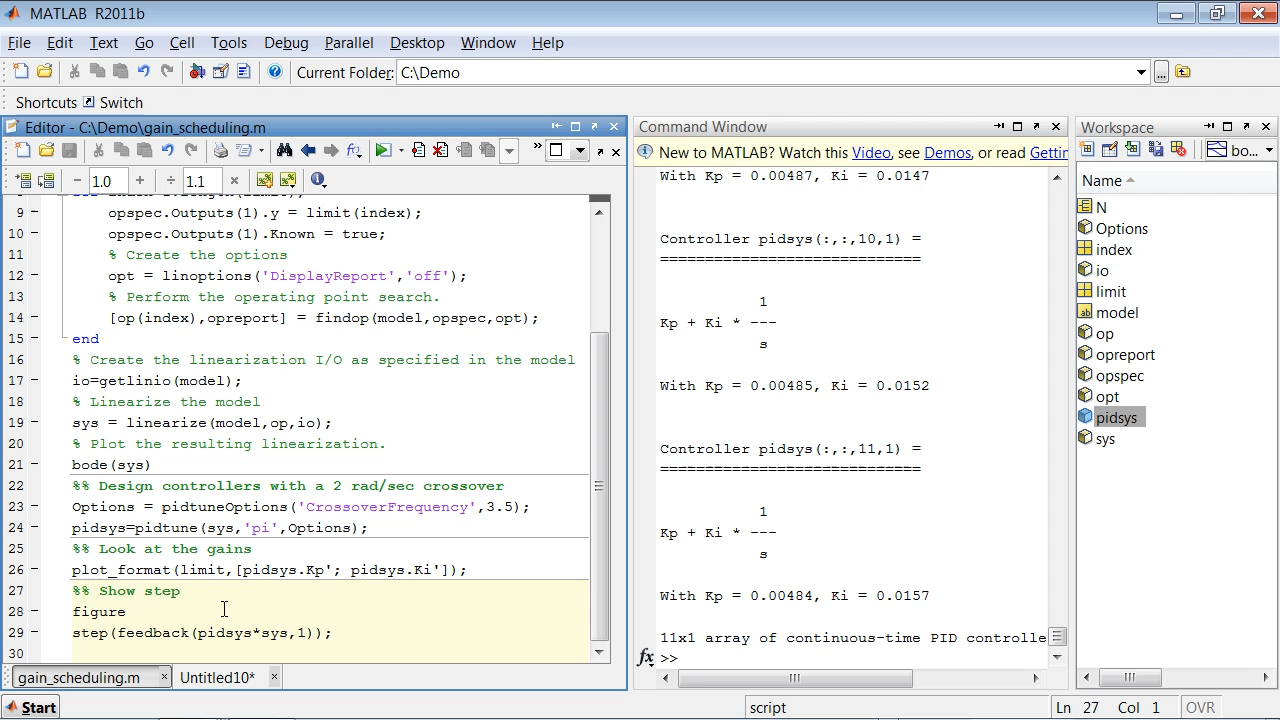 MATLAB R2011b
File Edit Text Go Cell Tools Debug Parallel Desktop Window Help
Current Folder: C:\Demo
Shortcuts Switch
Editor - C:\Demo\gain_scheduling.m
1.0 1.1
9 opspec.Outputs(1).y = limit(index);
10 opspec.Outputs(1).Known = true;
11 % Create the options
12 opt = linoptions('DisplayReport','off');
13 % Perform the operating point search.
14 [op(index),opreport] = findop(model,opspec,opt);
15 end
16 % Create the linearization I/O as specified in the model
17 io=getlinio(model);
18 % Linearize the model
19 sys = linearize(model,op,io);
20 % Plot the resulting linearization.
21 bode(sys)
22 %% Design controllers with a 2 rad/sec crossover
23 Options = pidtuneOptions('CrossoverFrequency',3.5);
24 pidsys=pidtune(sys,'pi',Options);
25 %% Look at the gains
26 plot_format(limit,[pidsys.Kp'; pidsys.Ki']);
27 %% Show step
28 figure
29 step(feedback(pidsys*sys,1));
30
gain_scheduling.m Untitled10*
Command Window
New to MATLAB? Watch this Video, see Demos, or read Gettin
With Kp = 0.00487, Ki = 0.0147
Controller pidsys(:,:,10,1) =
=============================
1
Kp + Ki * ---
s
With Kp = 0.00485, Ki = 0.0152
Controller pidsys(:,:,11,1) =
=============================
1
Kp + Ki * ---
s
With Kp = 0.00484, Ki = 0.0157
11x1 array of continuous-time PID controlle
fx >>
Workspace
bo...
Name
N
Options
index
io
limit
model
op
opreport
opspec
opt
pidsys
sys
Start
script Ln 27 Col 1 OVR